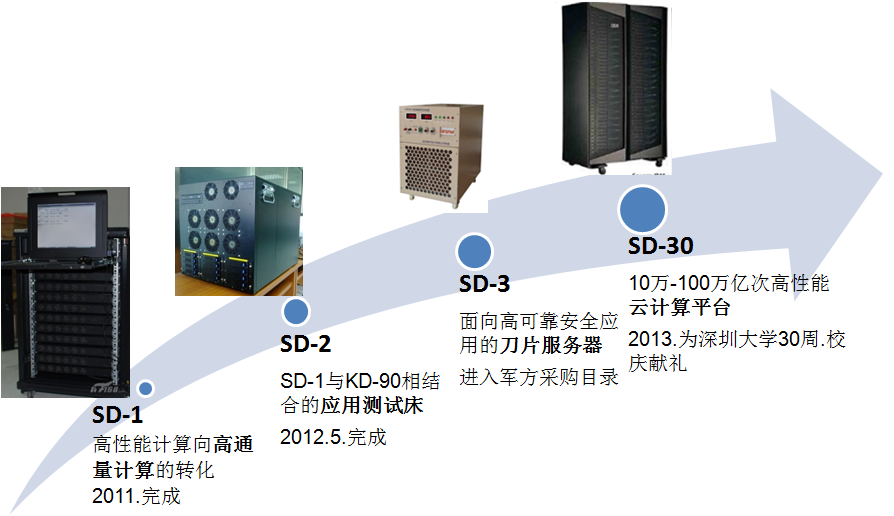 SD-1
高性能计算向高通
量计算的转化
2011.完成
SD-2
SD-1与KD-90相结
合的应用测试床
2012.5.完成
SD-3
面向高可靠安全应
用的刀片服务器
进入军方采购目录
SD-30
10万-100万亿次高性能
云计算平台
2013.为深圳大学30周.校
庆献礼